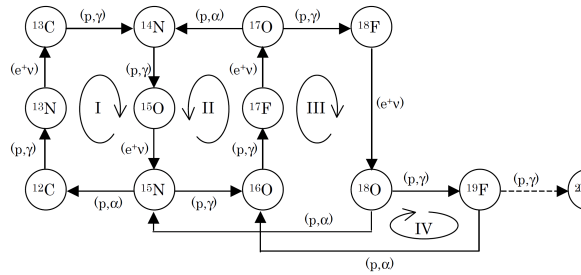 (p,γ) (p,α) (p,γ)
¹³C ¹⁴N ¹⁷O ¹⁸F
(e⁺ν) (p,γ) (e⁺ν) (e⁺ν)
¹³N I ¹⁵O II ¹⁷F III
(p,γ) (e⁺ν) (p,γ)
¹²C ¹⁵N ¹⁶O ¹⁸O (p,γ) ¹⁹F (p,γ)
(p,α) (p,γ)
(p,α) IV
(p,α)